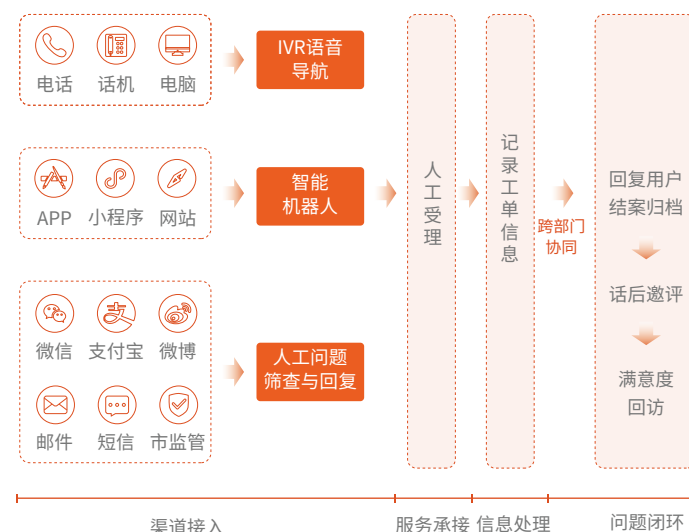 电话 话机 电脑
IVR语音
导航
APP 小程序 网站
智能
机器人
微信 支付宝 微博
邮件 短信 市监管
人工问题
筛查与回复
人工受理
记录工单信息
跨部门
协同
回复用户
结案归档
话后邀评
满意度
回访
渠道接入 服务承接 信息处理 问题闭环